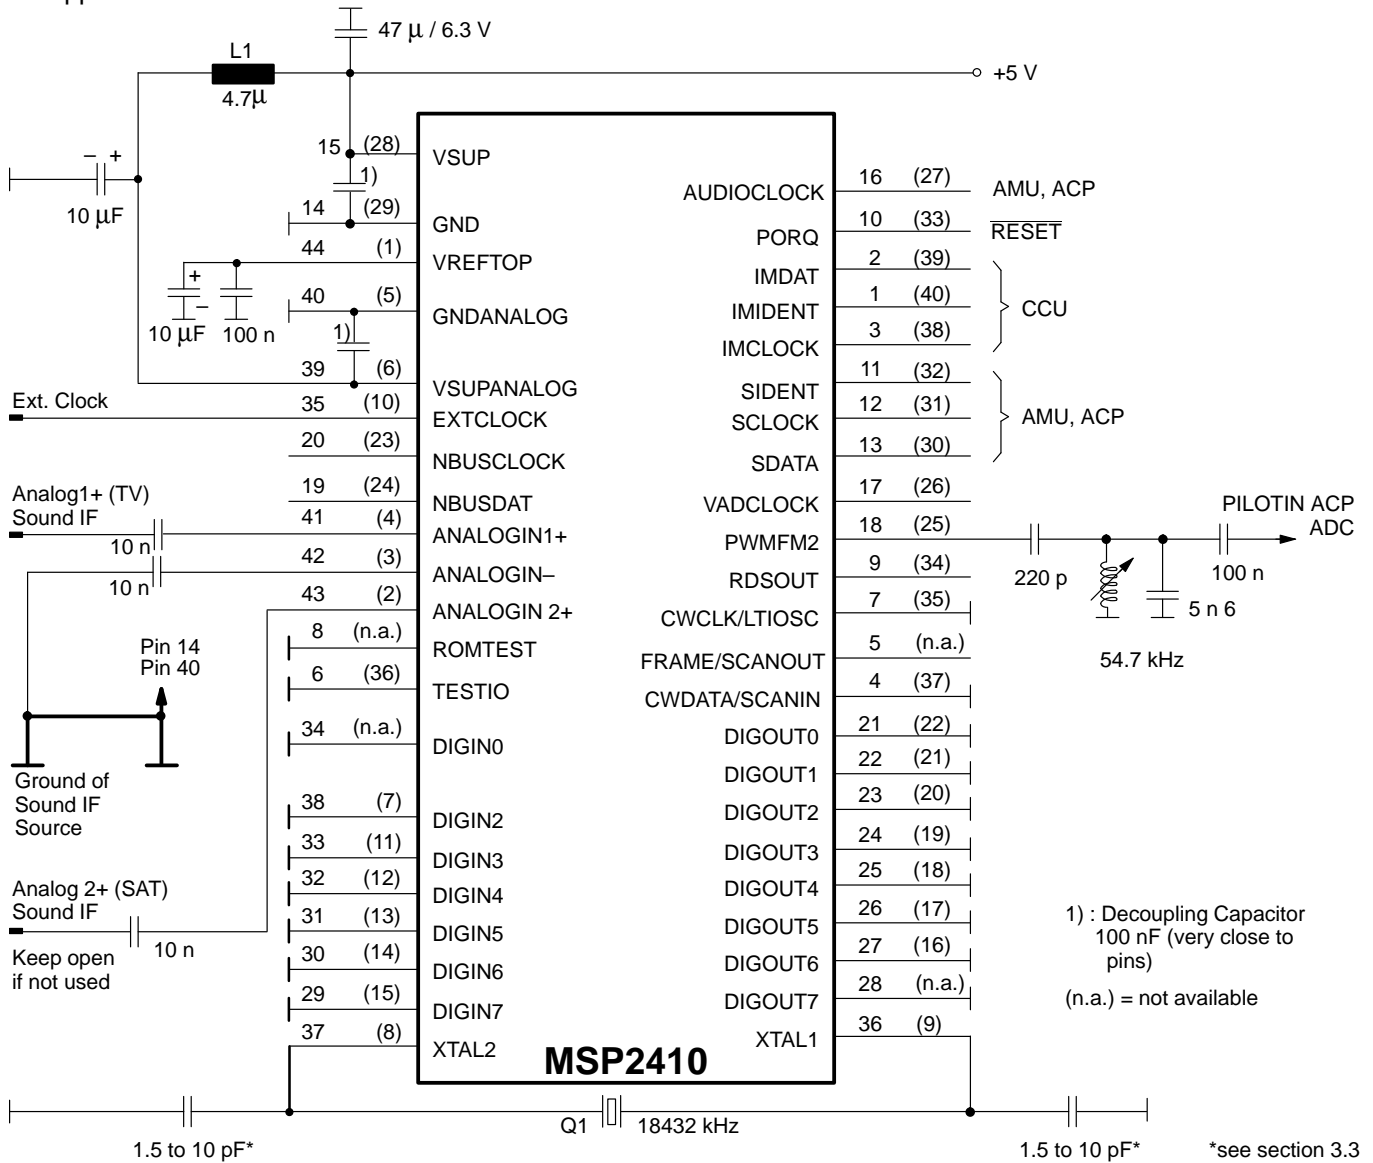 47 μ / 6.3 V
L1
4.7μ
+5 V
– +
10 μF
15 (28) VSUP
1)
14 (29) GND
44 (1) VREFTOP
+
–
10 μF
100 n
40 (5) GNDANALOG
1)
39 (6) VSUPANALOG
Ext. Clock
35 (10) EXTCLOCK
20 (23) NBUSCLOCK
19 (24) NBUSDAT
Analog1+ (TV)
Sound IF
10 n
41 (4) ANALOGIN1+
10 n
42 (3) ANALOGIN–
43 (2) ANALOGIN 2+
8 (n.a.) ROMTEST
6 (36) TESTIO
Pin 14
Pin 40
34 (n.a.) DIGIN0
Ground of
Sound IF
Source
38 (7) DIGIN2
33 (11) DIGIN3
32 (12) DIGIN4
31 (13) DIGIN5
30 (14) DIGIN6
29 (15) DIGIN7
37 (8) XTAL2
Analog 2+ (SAT)
Sound IF
10 n
Keep open
if not used
AUDIOCLOCK 16 (27) AMU, ACP
PORQ 10 (33) RESET
IMDAT 2 (39)
IMIDENT 1 (40)
CCU
IMCLOCK 3 (38)
SIDENT 11 (32)
SCLOCK 12 (31)
AMU, ACP
SDATA 13 (30)
VADCLOCK 17 (26)
PWMFM2 18 (25)
PILOTIN ACP
ADC
220 p
100 n
5 n 6
54.7 kHz
RDSOUT 9 (34)
CWCLK/LTIOSC 7 (35)
FRAME/SCANOUT 5 (n.a.)
CWDATA/SCANIN 4 (37)
DIGOUT0 21 (22)
DIGOUT1 22 (21)
DIGOUT2 23 (20)
DIGOUT3 24 (19)
DIGOUT4 25 (18)
DIGOUT5 26 (17)
DIGOUT6 27 (16)
DIGOUT7 28 (n.a.)
XTAL1 36 (9)
1) : Decoupling Capacitor
100 nF (very close to
pins)
(n.a.) = not available
MSP2410
Q1
18432 kHz
1.5 to 10 pF*
1.5 to 10 pF*
*see section 3.3